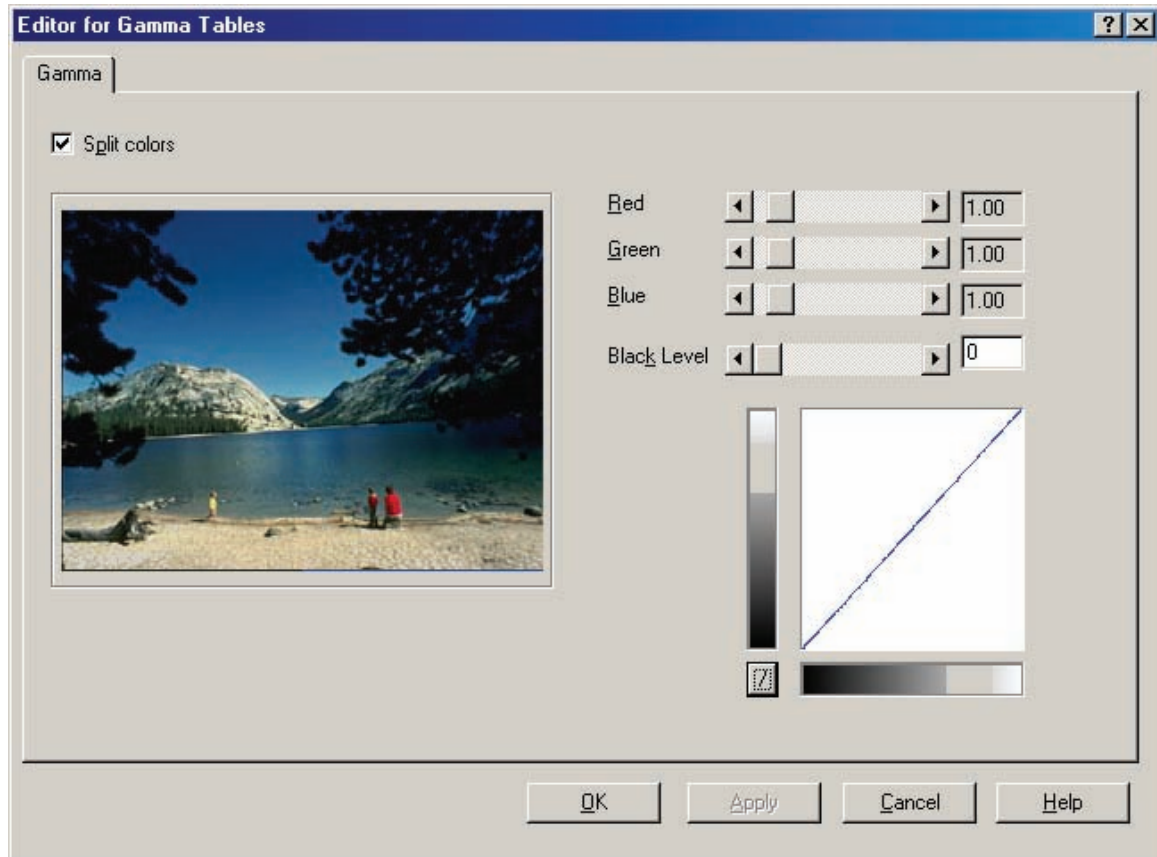 Editor for Gamma Tables
Gamma
Split colors
Red 1.00
Green 1.00
Blue 1.00
Black Level 0
OK Apply Cancel Help